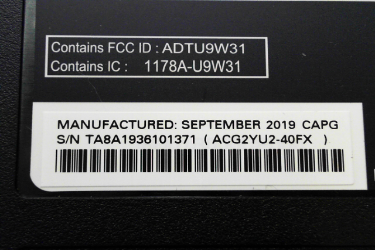 Contains FCC ID : ADTU9W31
Contains IC : 1178A-U9W31
MANUFACTURED: SEPTEMBER 2019 CAPG
S/N TA8A1936101371 ( ACG2YU2-40FX )